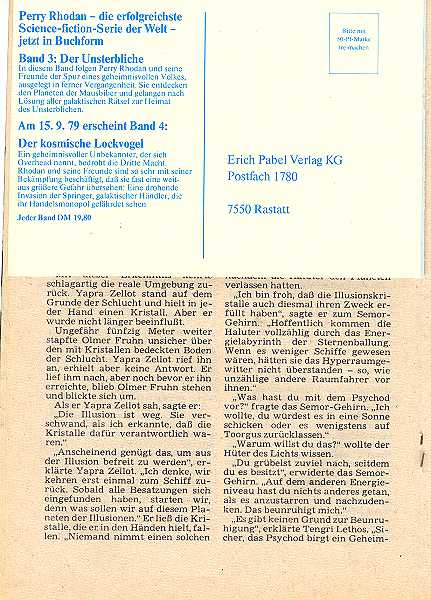 Perry Rhodan – die erfolgreichste
Science-fiction-Serie der Welt –
jetzt in Buchform
Band 3: Der Unsterbliche
In diesem Band folgen Perry Rhodan und seine
Freunde der Spur eines geheimnisvollen Volkes,
ausgelegt in ferner Vergangenheit. Sie entdecken
den Planeten der Mausbiber und gelangen nach
Lösung aller galaktischen Rätsel zur Heimat
des Unsterblichen.
Am 15. 9. 79 erscheint Band 4:
Der kosmische Lockvogel
Ein geheimnisvoller Unbekannter, der sich
Overhead nennt, bedroht die Dritte Macht.
Rhodan und seine Freunde sind so sehr mit seiner
Bekämpfung beschäftigt, daß sie fast eine weit-
aus größere Gefahr übersehen: Eine drohende
Invasion der Springer, galaktischer Händler, die
ihr Handelsmonopol gefährdet sehen.
Jeder Band DM 19,80
Bitte mit
50-Pf-Marke
freimachen
Erich Pabel Verlag KG
Postfach 1780
7550 Rastatt
schlagartig die reale Umgebung zu-
rück. Yapra Zellot stand auf dem
Grunde der Schlucht und hielt in je-
der Hand einen Kristall. Aber er
wurde nicht länger beeinflußt.
Ungefähr fünfzig Meter weiter
stapfte Olmer Fruhn unsicher über
den mit Kristallen bedeckten Boden
der Schlucht. Yapra Zellot rief ihn
an, erhielt aber keine Antwort. Er
lief ihm nach, aber noch bevor er ihn
erreichte, blieb Olmer Fruhn stehen
und blickte sich um.
Als er Yapra Zellot sah, sagte er:
„Die Illusion ist weg. Sie ver-
schwand, als ich erkannte, daß die
Kristalle dafür verantwortlich wa-
ren.“
„Anscheinend genügt das, um aus
der Illusion befreit zu werden“, er-
klärte Yapra Zellot. „Ich denke, wir
kehren erst einmal zum Schiff zu-
rück. Sobald alle Besatzungen sich
eingefunden haben, starten wir,
denn was sollen wir auf diesem Pla-
neten der Illusionen.“ Er ließ die Kri-
stalle, die er in den Händen hielt, fal-
len. „Niemand nimmt einen solchen
verlassen hatten.
„Ich bin froh, daß die Illusionskri-
stalle auch diesmal ihren Zweck er-
füllt haben“, sagte er zum Semor-
Gehirn. „Hoffentlich kommen die
Haluter vollzählig durch das Ener-
gielabyrinth der Sternenballung.
Wenn es weniger Schiffe gewesen
wären, hätten sie das Hyperraumge-
witter nicht überstanden – so, wie
unzählige andere Raumfahrer vor
ihnen.“
„Was hast du mit dem Psychod
vor?“ fragte das Semor-Gehirn. „Ich
wollte, du würdest es in eine Sonne
schicken oder es wenigstens auf
Toorgus zurücklassen.“
„Warum willst du das?“ wollte der
Hüter des Lichts wissen.
„Du grübelst zuviel nach, seitdem
du es besitzt“, erwiderte das Semor-
Gehirn. „Auf dem anderen Energie-
niveau hast du nichts anderes getan,
als es anzustarren und nachzuden-
ken. Das beunruhigt mich.“
„Es gibt keinen Grund zur Beunru-
higung“, erklärte Tengri Lethos. „Si-
cher, das Psychod birgt ein Geheim-